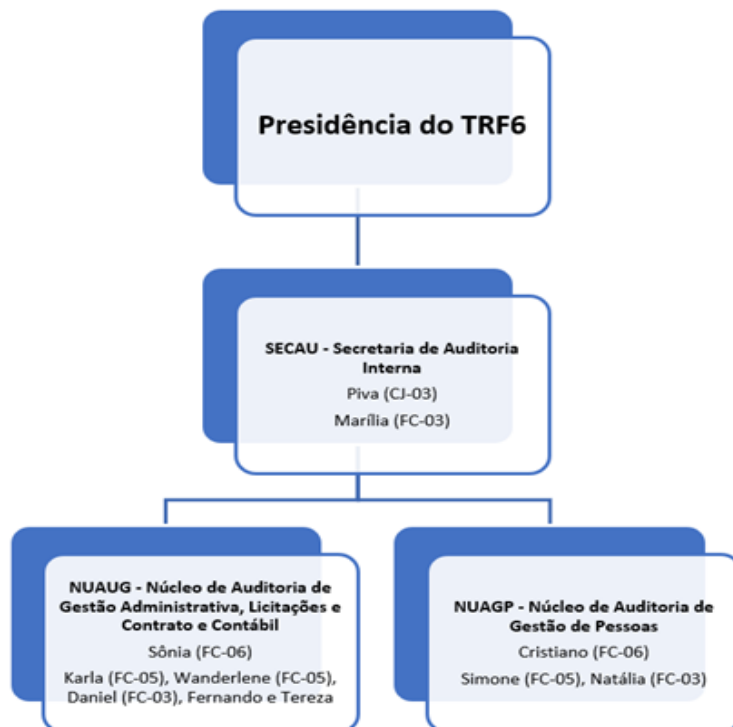 Presidência do TRF6
SECAU - Secretaria de Auditoria
Interna
Piva (CJ-03)
Marília (FC-03)
NUAUG - Núcleo de Auditoria de
Gestão Administrativa, Licitações e
Contrato e Contábil
Sônia (FC-06)
Karla (FC-05), Wanderlene (FC-05),
Daniel (FC-03), Fernando e Tereza
NUAGP - Núcleo de Auditoria de
Gestão de Pessoas
Cristiano (FC-06)
Simone (FC-05), Natália (FC-03)